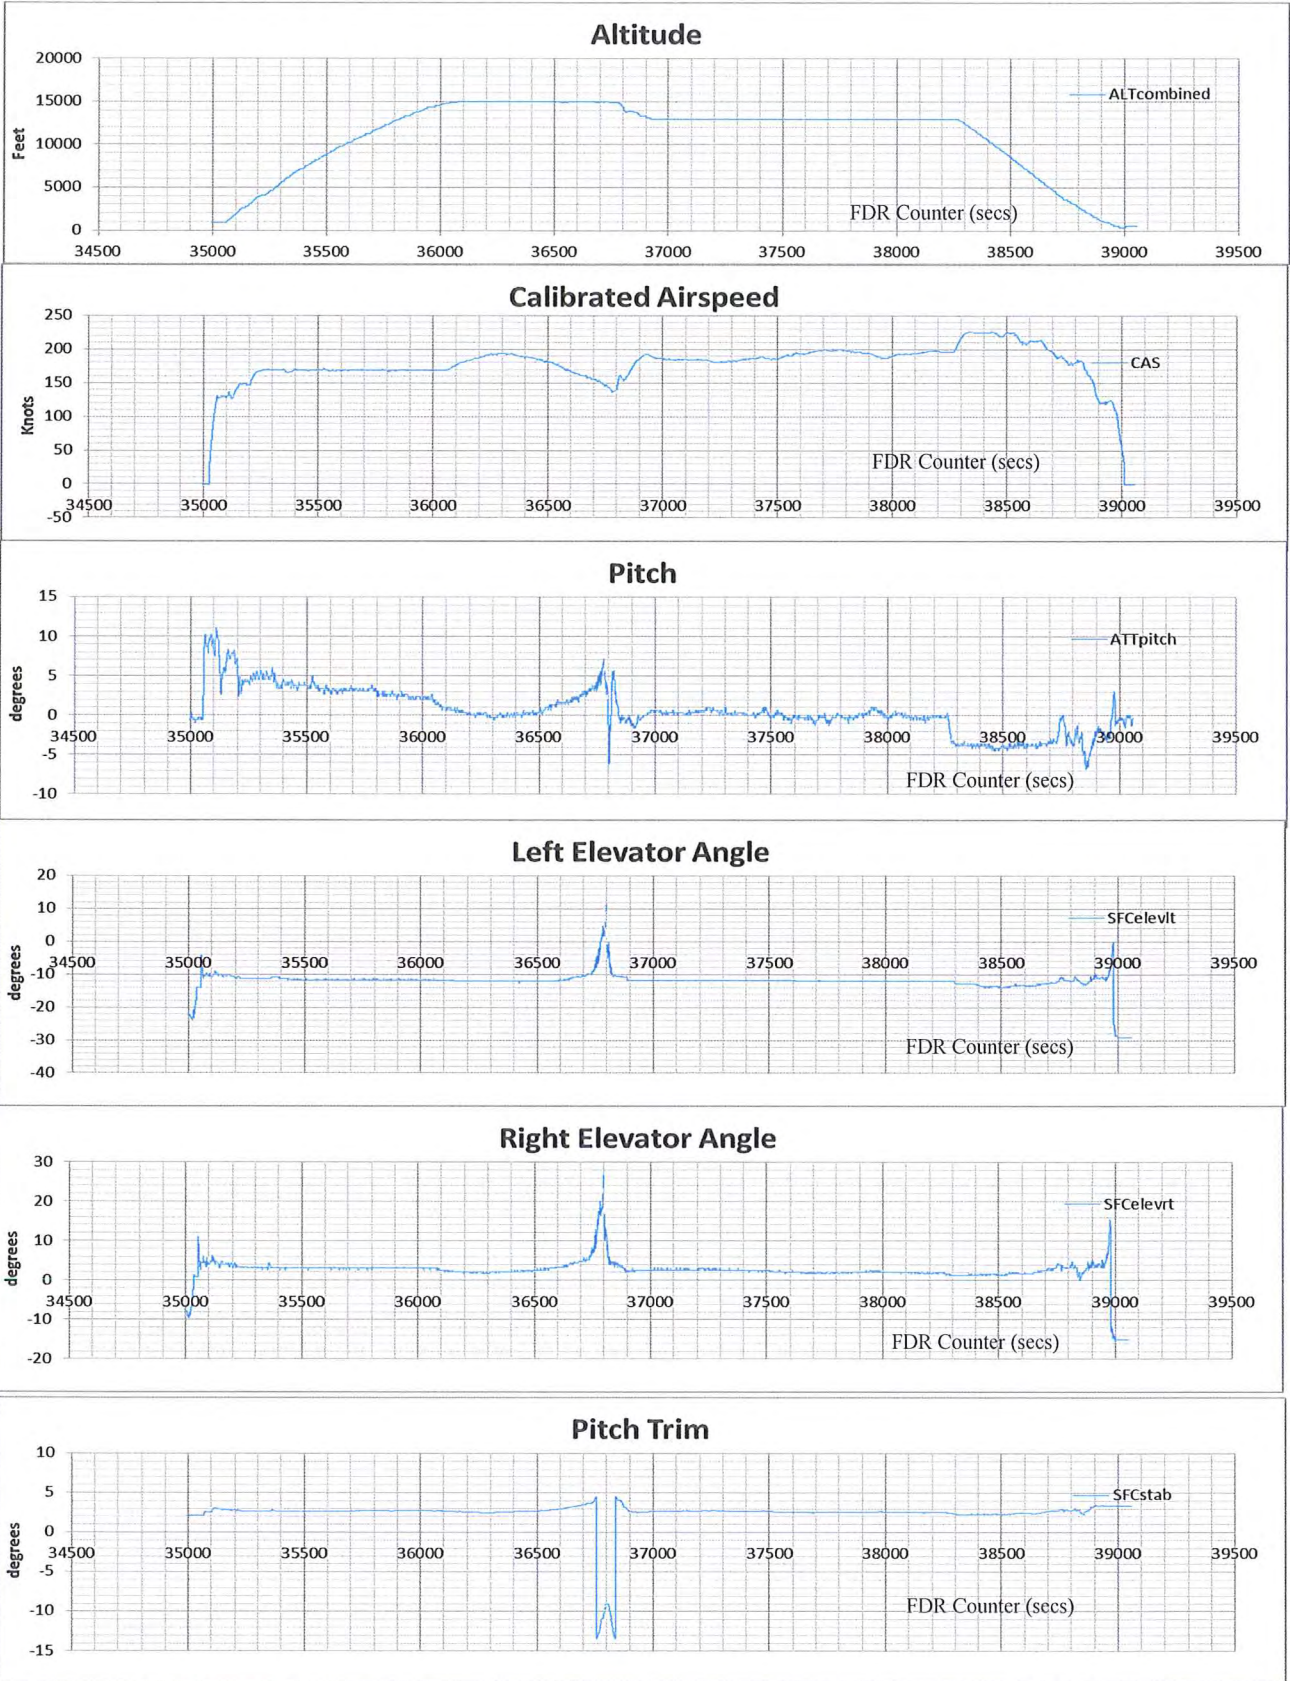 Altitude
20000
15000
10000
5000
0
Feet
ALTcombined
FDR Counter (secs)
34500 35000 35500 36000 36500 37000 37500 38000 38500 39000 39500
Calibrated Airspeed
250
200
150
100
50
0
-50
Knots
CAS
FDR Counter (secs)
34500 35000 35500 36000 36500 37000 37500 38000 38500 39000 39500
Pitch
15
10
5
0
-5
-10
degrees
ATTpitch
34500 35000 35500 36000 36500 37000 37500 38000 38500 39000 39500
FDR Counter (secs)
Left Elevator Angle
20
10
0
-10
-20
-30
-40
degrees
SFCelevlt
34500 35000 35500 36000 36500 37000 37500 38000 38500 39000 39500
FDR Counter (secs)
Right Elevator Angle
30
20
10
0
-10
-20
degrees
SFCelevrt
34500 35000 35500 36000 36500 37000 37500 38000 38500 39000 39500
FDR Counter (secs)
Pitch Trim
10
5
0
-5
-10
-15
degrees
SFCstab
34500 35000 35500 36000 36500 37000 37500 38000 38500 39000 39500
FDR Counter (secs)